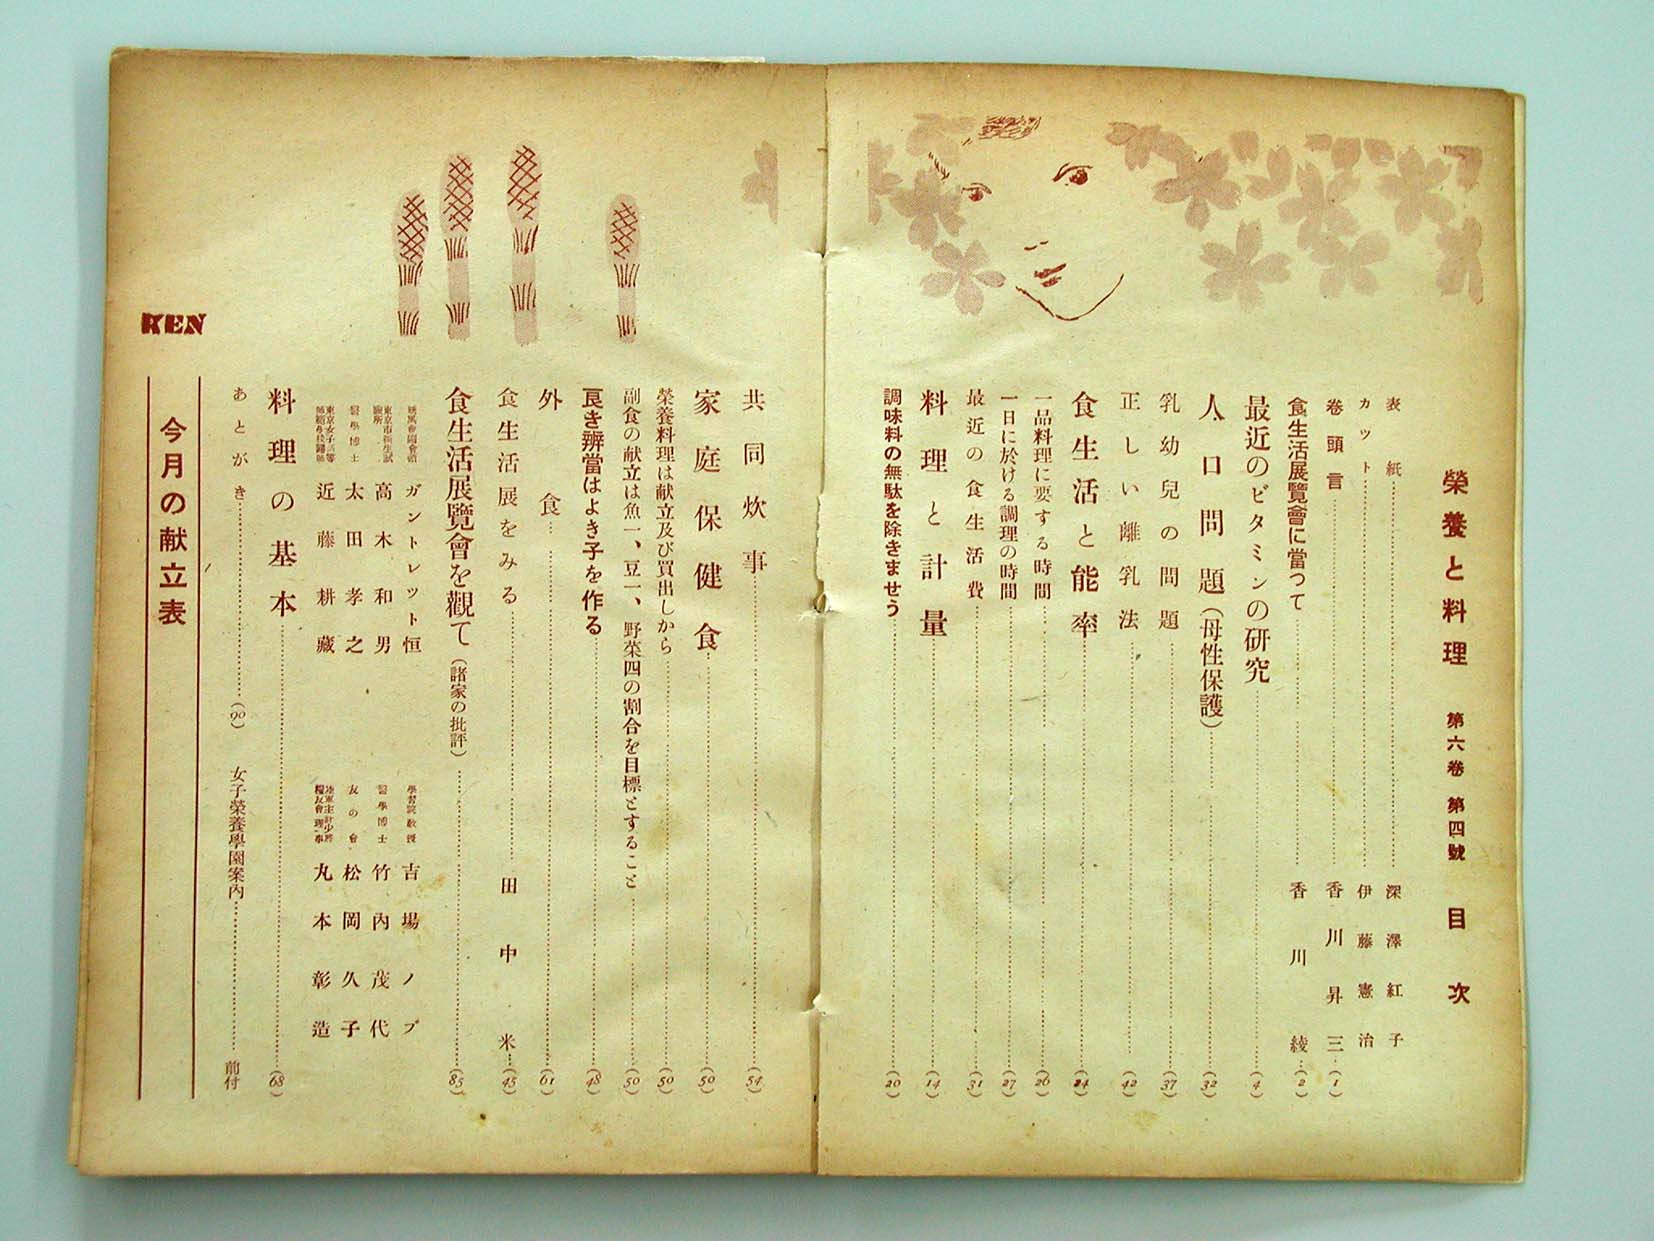 榮養と料理 第六卷 第四號 目次
表紙 深澤紅子
カット 伊藤憲治
卷頭言 香川昇三 (1)
食生活展覽會に當つて 香川綾 (2)
最近のビタミンの研究 (4)
人口問題(母性保護) (32)
乳幼兒の問題 (37)
正しい離乳法 (42)
食生活と能率 (24)
一品料理に要する時間 (26)
一日に於ける調理の時間 (27)
最近の食生活費 (31)
料理と計量 (14)
調味料の無駄を除きませう (20)
共同炊事 (54)
家庭保健食 (50)
榮養料理は献立及び買出しから (50)
副食の献立は魚一、豆一、野菜四の割合を目標とすること (50)
良き辨當はよき子を作る (48)
外食 (61)
食生活展をみる 田中米 (45)
食生活展覽會を觀て(諸家の批評) (85)
ガントレット恒
學習院教授 吉場ノブ
高木和男
醫學博士 竹內茂代
醫學博士 太田孝之
友の會 松岡久子
近藤耕藏
丸本彰造
料理の基本 (68)
あとがき (90) 女子榮養學園案內 前付
今月の献立表
KEN